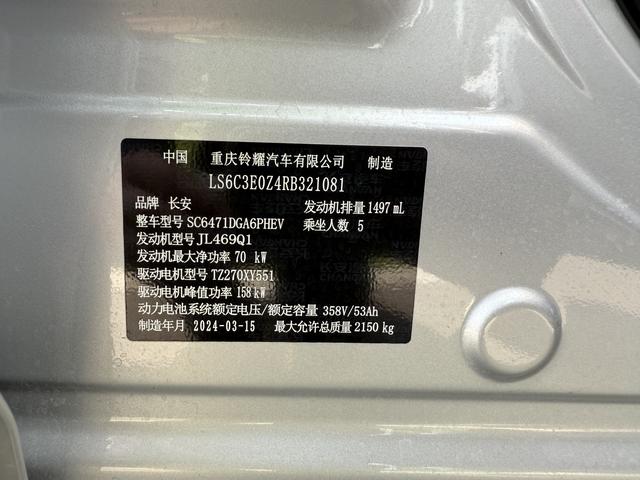 中国 重庆铃耀汽车有限公司 制造
LS6C3E0Z4RB321081
品牌 长安 发动机排量 1497 mL
整车型号 SC6471DGA6PHEV 乘坐人数 5
发动机型号 JL469Q1
发动机最大净功率 70 kW
驱动电机型号 TZ270XY551
驱动电机峰值功率 158 kW
动力电池系统额定电压/额定容量 358V/53Ah
制造年月 2024-03-15 最大允许总质量 2150 kg